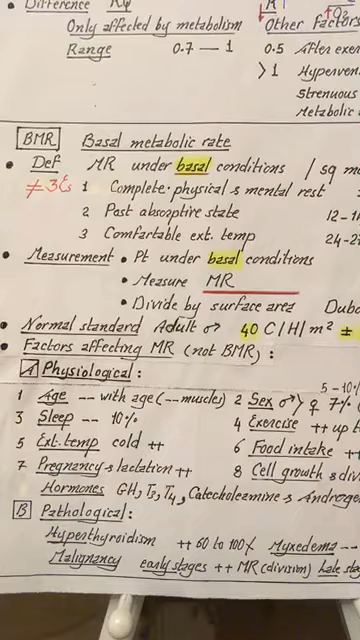 • Difference RQ R
Only affected by metabolism Other factors
Range 0.7 — 1 0.5 After exer
>1 Hyperven
Strenuous
Metabolic
BMR Basal metabolic rate
• Def MR under basal conditions / sq m
1 Complete physical & mental rest
2 Post absorptive state 12-1
3 Comfortable ext. temp 24-2
• Measurement • Pt under basal conditions
• Measure MR
• Divide by surface area Dubo
• Normal standard Adult ♂ 40 C/H/m² ±
• Factors affecting MR (not BMR) :
A Physiological : 5-10%
1 Age -- with age (-- muscles) 2 Sex ♂ > ♀ 7%
3 Sleep -- 10% 4 Exercise ++ up t
5 Ext. temp cold ++ 6 Food intake ++
7 Pregnancy & lactation ++ 8 Cell growth & div
Hormones GH, T3, T4, Catecholeamine & Androge
B Pathological :
Hyperthyroidism ++ 60 to 100% Myxedema --
Malignancy early stages ++ MR (division) Late sta